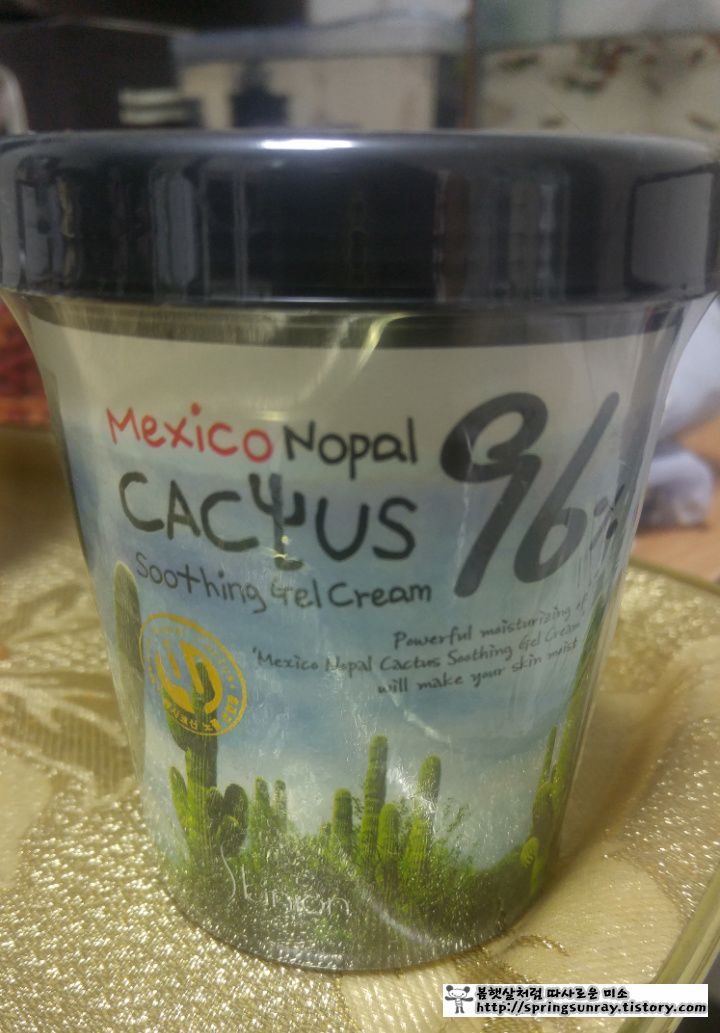 Mexico Nopal
CACTUS
96%
Soothing Gel Cream
Powerful moisturizing of
'Mexico Nopal Cactus Soothing Gel Cream
will make your skin moist
봄햇살처럼 따사로운 미소
http://springsunray.tistory.com